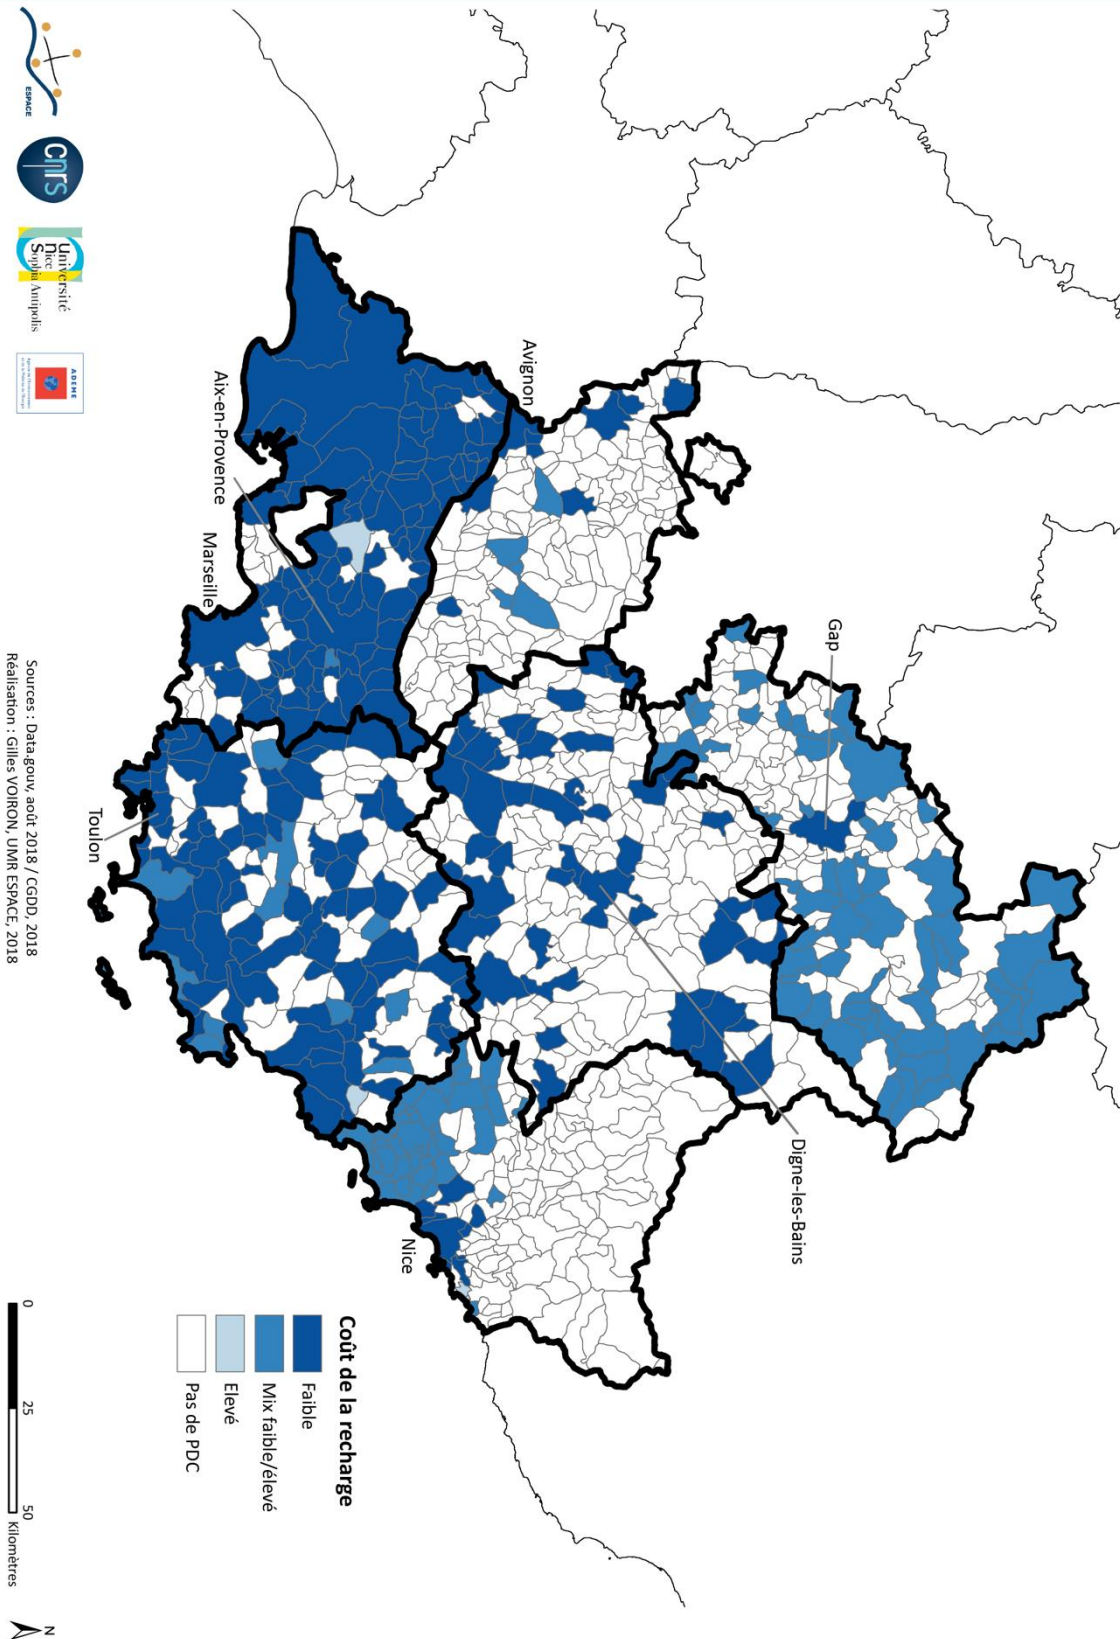 Gap
Avignon
Digne-les-Bains
Aix-en-Provence
Marseille
Toulon
Nice
Coût de la recharge
Faible
Mix faible/élevé
Elevé
Pas de PDC
0 25 50
Kilomètres
N
ESPACE
cnrs
Université
nice
Sophia Antipolis
ADEME
Sources : Data.gouv, août 2018 / CGDD, 2018
Réalisation : Gilles VOIRON, UMR ESPACE, 2018